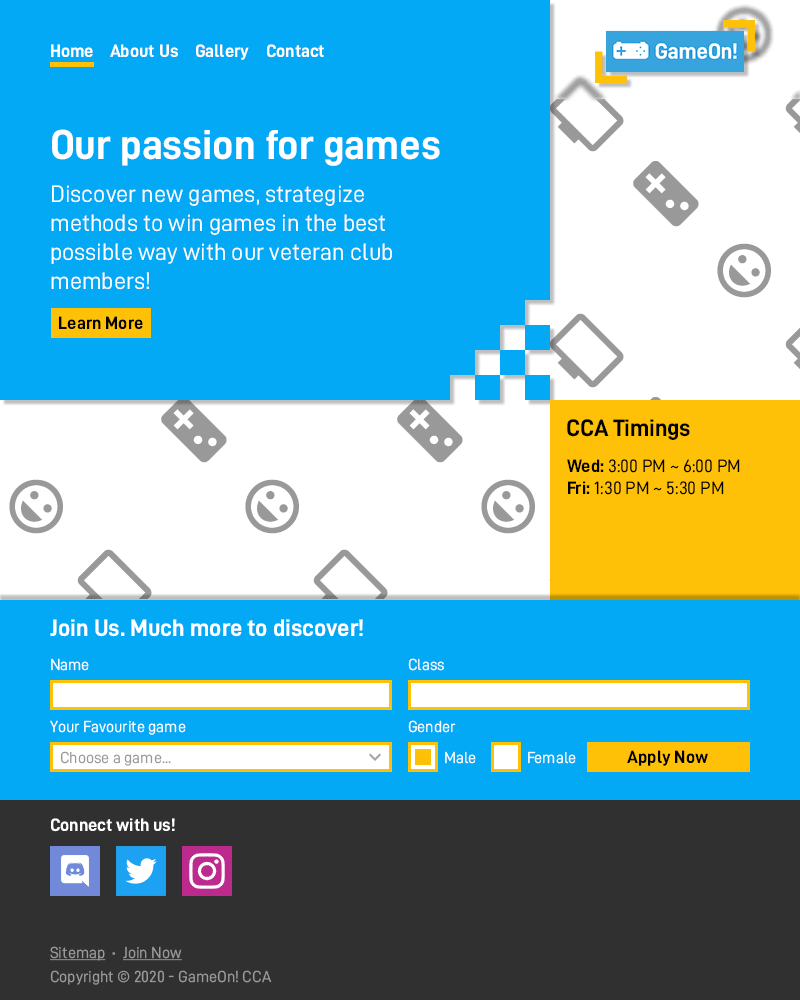 Home About Us Gallery Contact
GameOn!
Our passion for games
Discover new games, strategize
methods to win games in the best
possible way with our veteran club
members!
Learn More
CCA Timings
Wed: 3:00 PM ~ 6:00 PM
Fri: 1:30 PM ~ 5:30 PM
Join Us. Much more to discover!
Name
Class
Your Favourite game
Gender
Choose a game...
Male
Female
Apply Now
Connect with us!
Sitemap • Join Now
Copyright © 2020 - GameOn! CCA